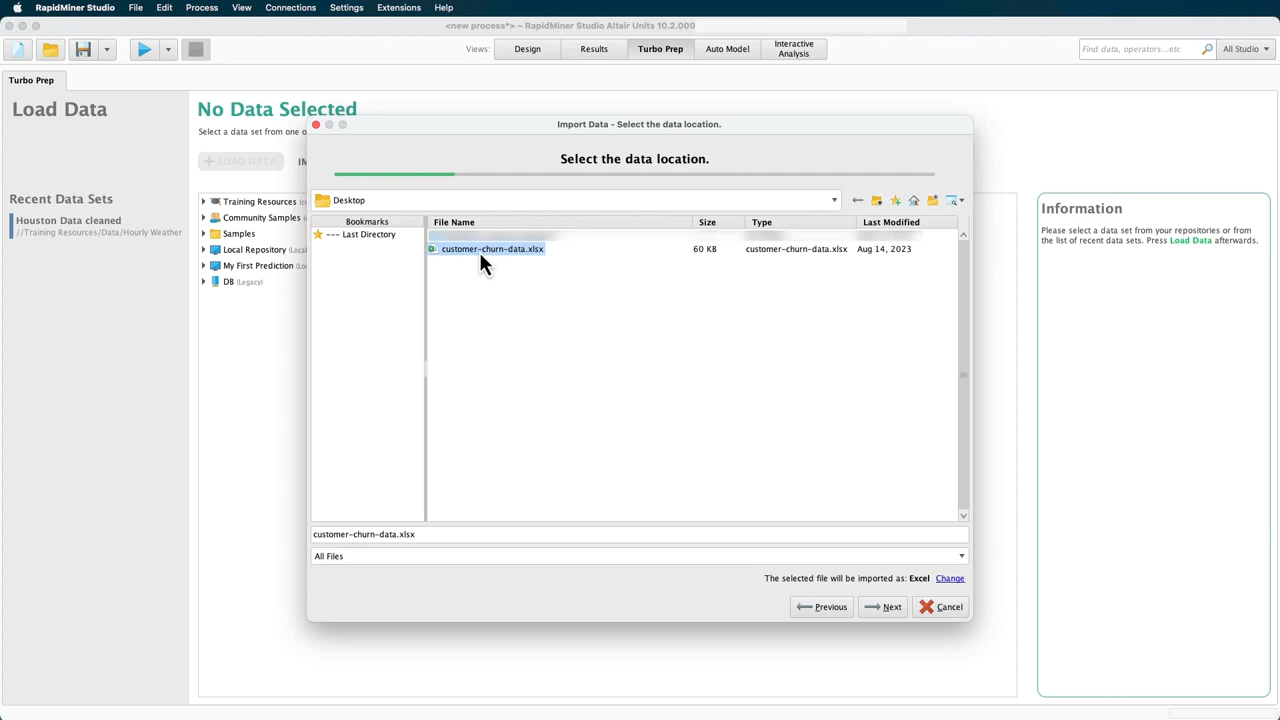 RapidMiner Studio File Edit Process View Connections Settings Extensions Help
<new process*> – RapidMiner Studio Altair Units 10.2.000
Views: Design Results Turbo Prep Auto Model Interactive Analysis
Find data, operators...etc All Studio
Turbo Prep
Load Data
No Data Selected
Select a data set from one o
LOAD DATA
IM
Recent Data Sets
Houston Data cleaned
//Training Resources/Data/Hourly Weather
Training Resources (co
Community Samples (
Samples
Local Repository (Local
My First Prediction (Lo
DB (Legacy)
Import Data - Select the data location.
Select the data location.
Desktop
Bookmarks
--- Last Directory
File Name Size Type Last Modified
customer-churn-data.xlsx 60 KB customer-churn-data.xlsx Aug 14, 2023
customer-churn-data.xlsx
All Files
The selected file will be imported as: Excel Change
Previous Next Cancel
Information
Please select a data set from your repositories or from
the list of recent data sets. Press Load Data afterwards.